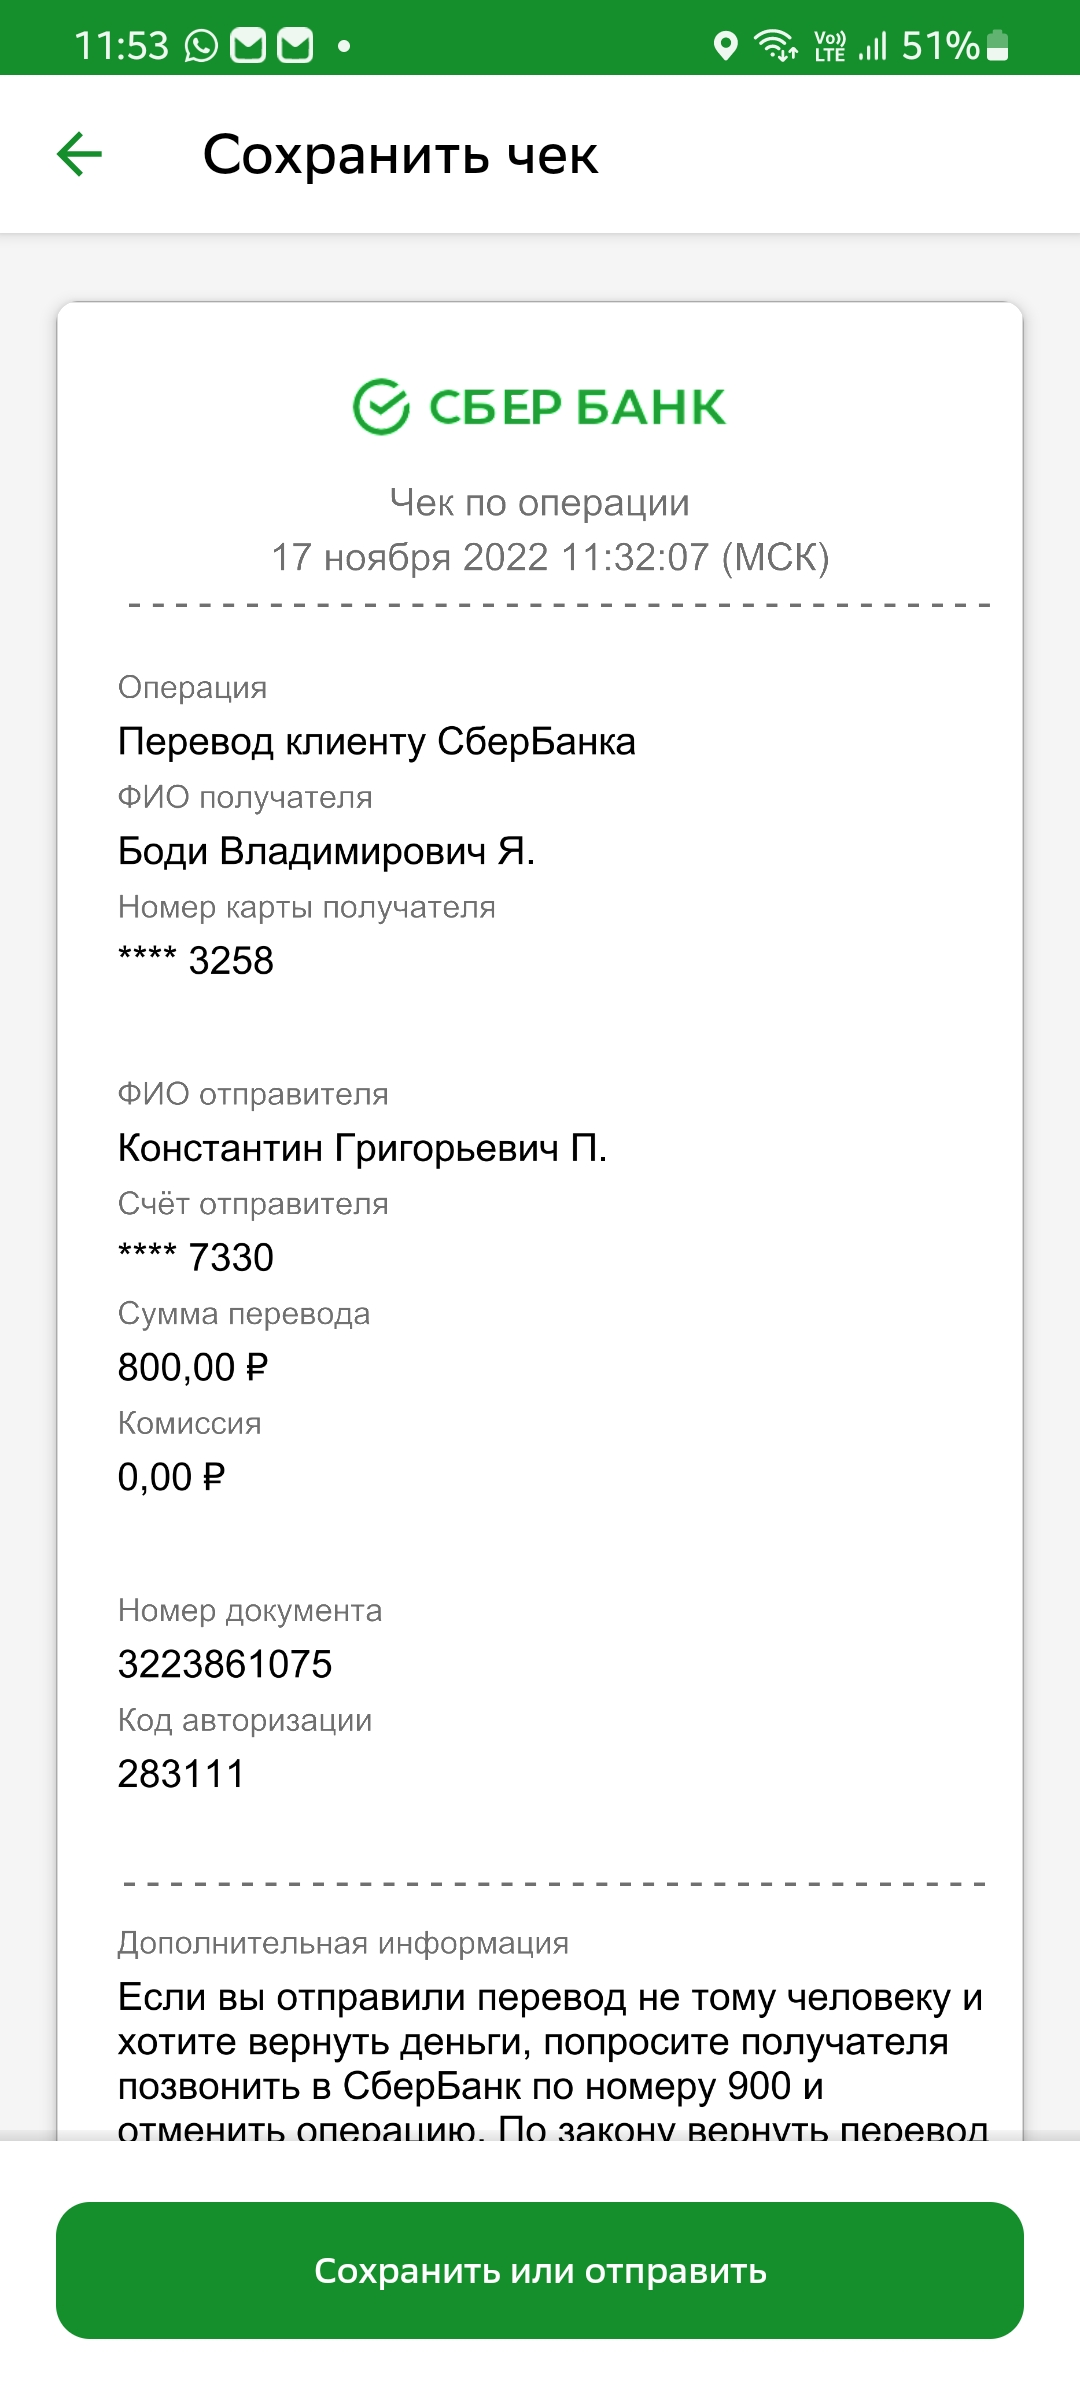 11:53 Vo)) LTE 51%
Сохранить чек
СБЕР БАНК
Чек по операции
17 ноября 2022 11:32:07 (МСК)
Операция
Перевод клиенту СберБанка
ФИО получателя
Боди Владимирович Я.
Номер карты получателя
**** 3258
ФИО отправителя
Константин Григорьевич П.
Счёт отправителя
**** 7330
Сумма перевода
800,00 ₽
Комиссия
0,00 ₽
Номер документа
3223861075
Код авторизации
283111
Дополнительная информация
Если вы отправили перевод не тому человеку и
хотите вернуть деньги, попросите получателя
позвонить в СберБанк по номеру 900 и
отменить операцию. По закону вернуть перевод
Сохранить или отправить